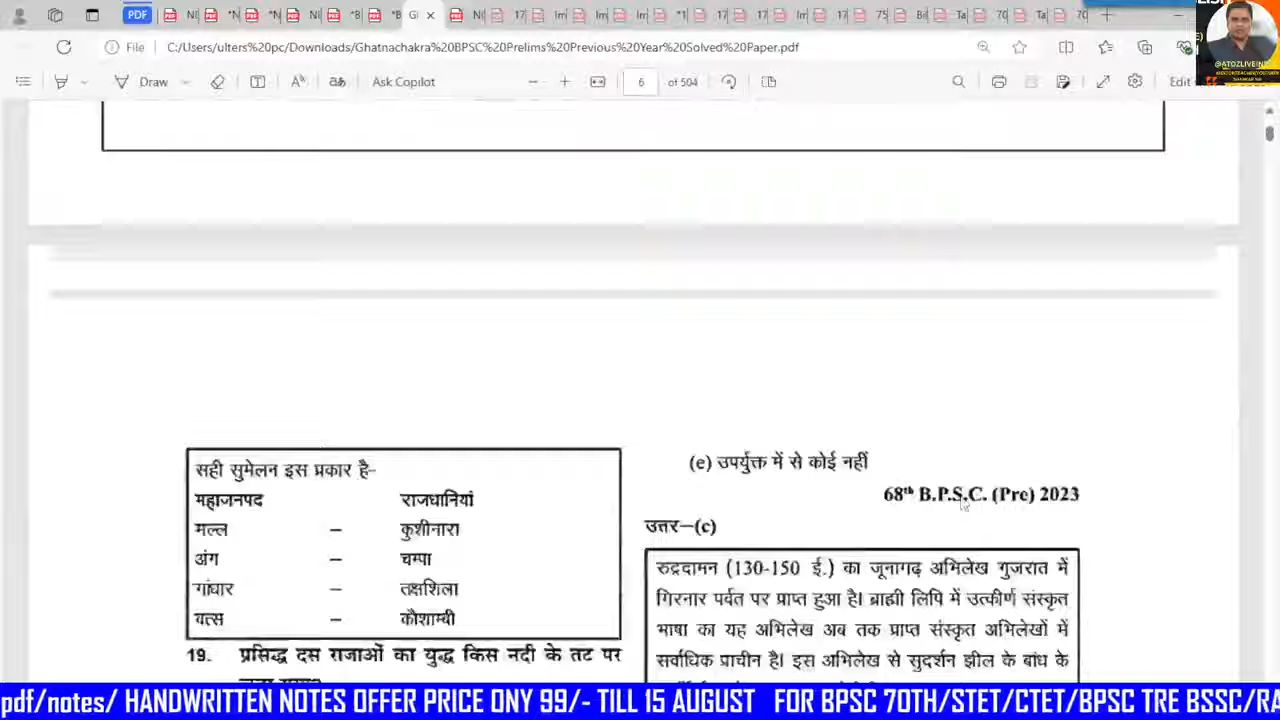 PDF
File
C:/Users/ulters%20pc/Downloads/Ghatnachakra%20BPSC%20Prelims%20Previous%20Year%20Solved%20Paper.pdf
Draw
Ask Copilot
6 of 504
Edit
@ATOZLIVEIN
सही सुमेलन इस प्रकार है-
महाजनपद राजधानियां
मल्ल – कुशीनारा
अंग – चम्पा
गांधार – तक्षशिला
वत्स – कौशाम्बी
19. प्रसिद्ध दस राजाओं का युद्ध किस नदी के तट पर
(e) उपर्युक्त में से कोई नहीं
68th B.P.S.C. (Pre) 2023
उत्तर–(c)
रुद्रदामन (130-150 ई.) का जूनागढ़ अभिलेख गुजरात में
गिरनार पर्वत पर प्राप्त हुआ है। ब्राह्मी लिपि में उत्कीर्ण संस्कृत
भाषा का यह अभिलेख अब तक प्राप्त संस्कृत अभिलेखों में
सर्वाधिक प्राचीन है। इस अभिलेख से सुदर्शन झील के बांध के
pdf/notes/ HANDWRITTEN NOTES OFFER PRICE ONY 99/- TILL 15 AUGUST FOR BPSC 70TH/STET/CTET/BPSC TRE BSSC/RA